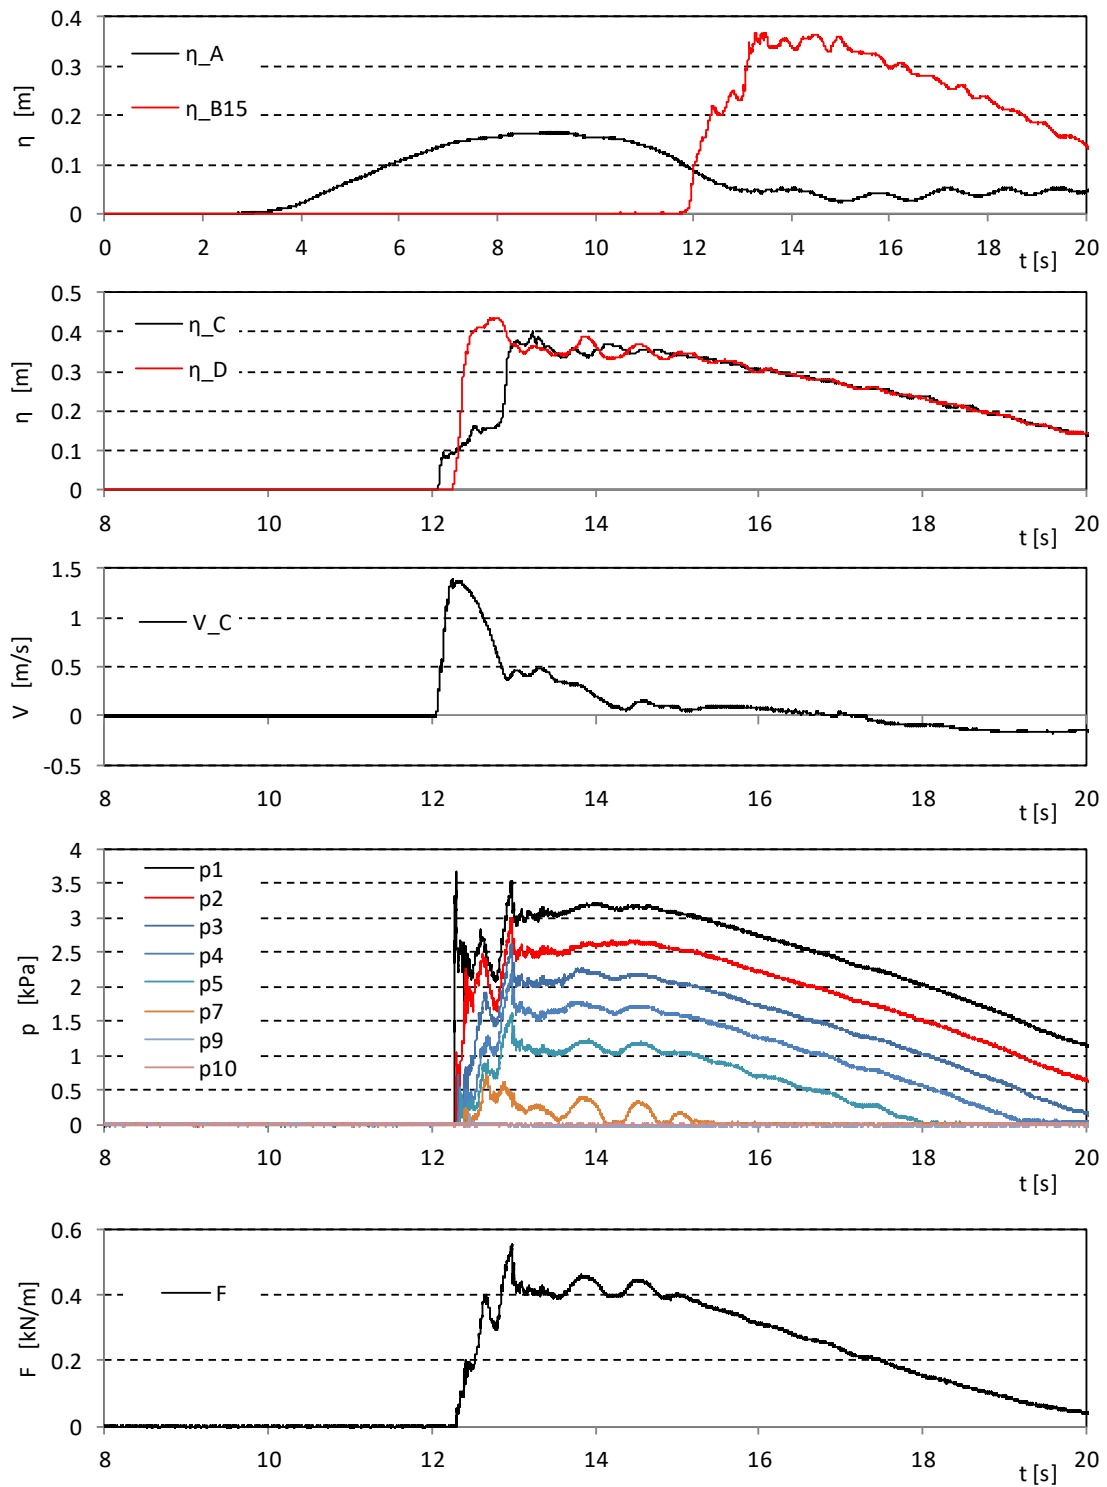 0.4
0.3
0.2
0.1
0
η [m]
η_A
η_B15
0 2 4 6 8 10 12 14 16 18 20
t [s]
0.5
0.4
0.3
0.2
0.1
0
η [m]
η_C
η_D
8 10 12 14 16 18 20
t [s]
1.5
1
0.5
0
-0.5
V [m/s]
V_C
8 10 12 14 16 18 20
t [s]
4
3.5
3
2.5
2
1.5
1
0.5
0
p [kPa]
p1
p2
p3
p4
p5
p7
p9
p10
8 10 12 14 16 18 20
t [s]
0.6
0.4
0.2
0
F [kN/m]
F
8 10 12 14 16 18 20
t [s]